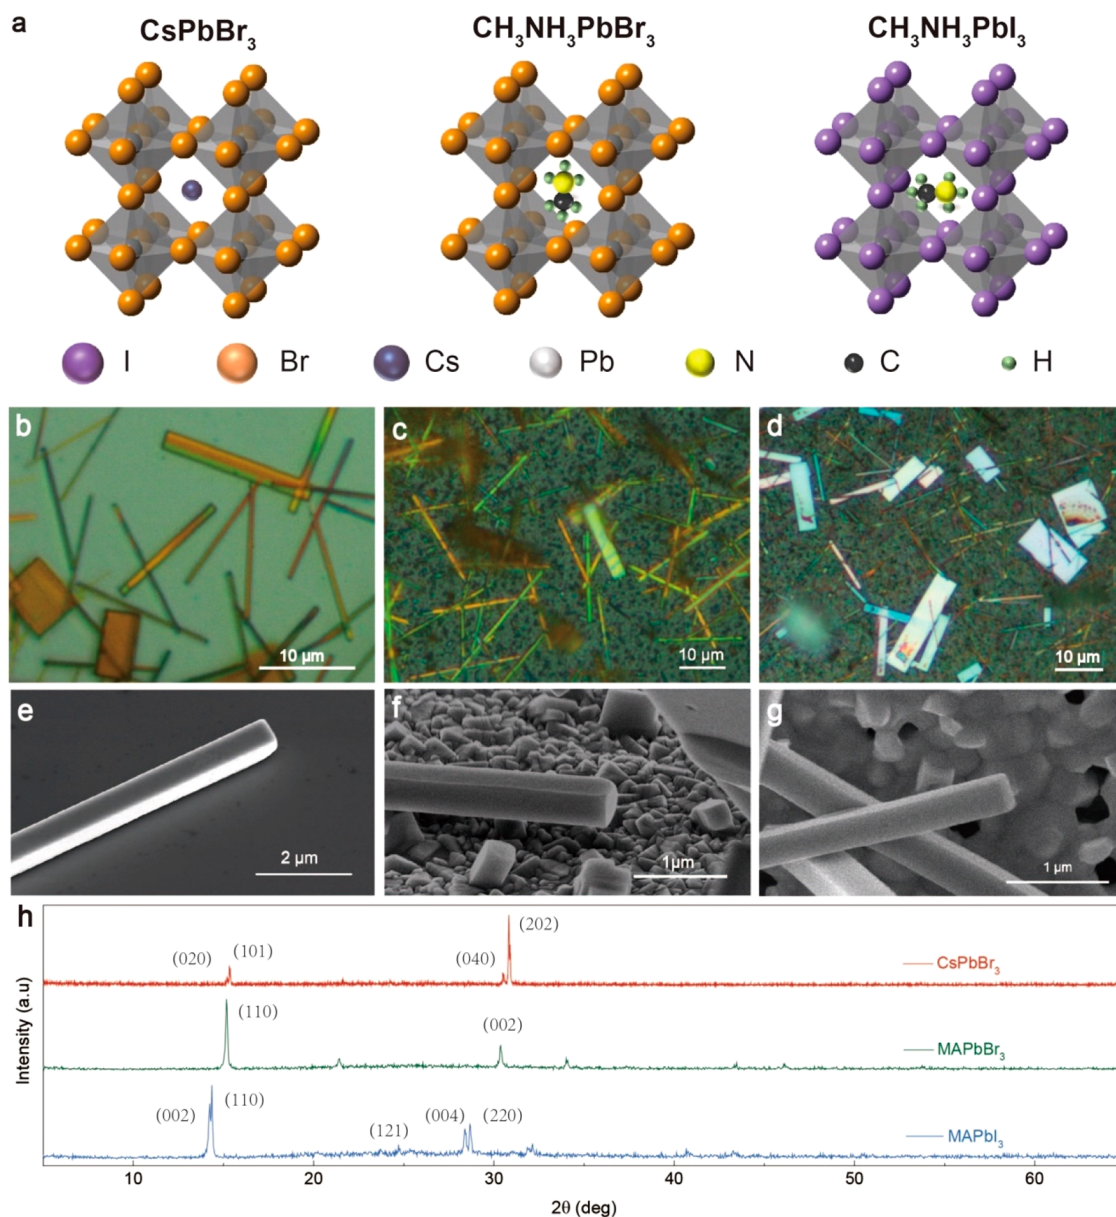 a
CsPbBr₃
CH₃NH₃PbBr₃
CH₃NH₃PbI₃
I
Br
Cs
Pb
N
C
H
b
10 µm
c
10 µm
d
10 µm
e
2 µm
f
1µm
g
1 µm
h
Intensity (a.u)
(020)
(101)
(040)
(202)
CsPbBr₃
(110)
(002)
MAPbBr₃
(002)
(110)
(121)
(004)
(220)
MAPbI₃
10
20
30
40
50
60
2θ (deg)